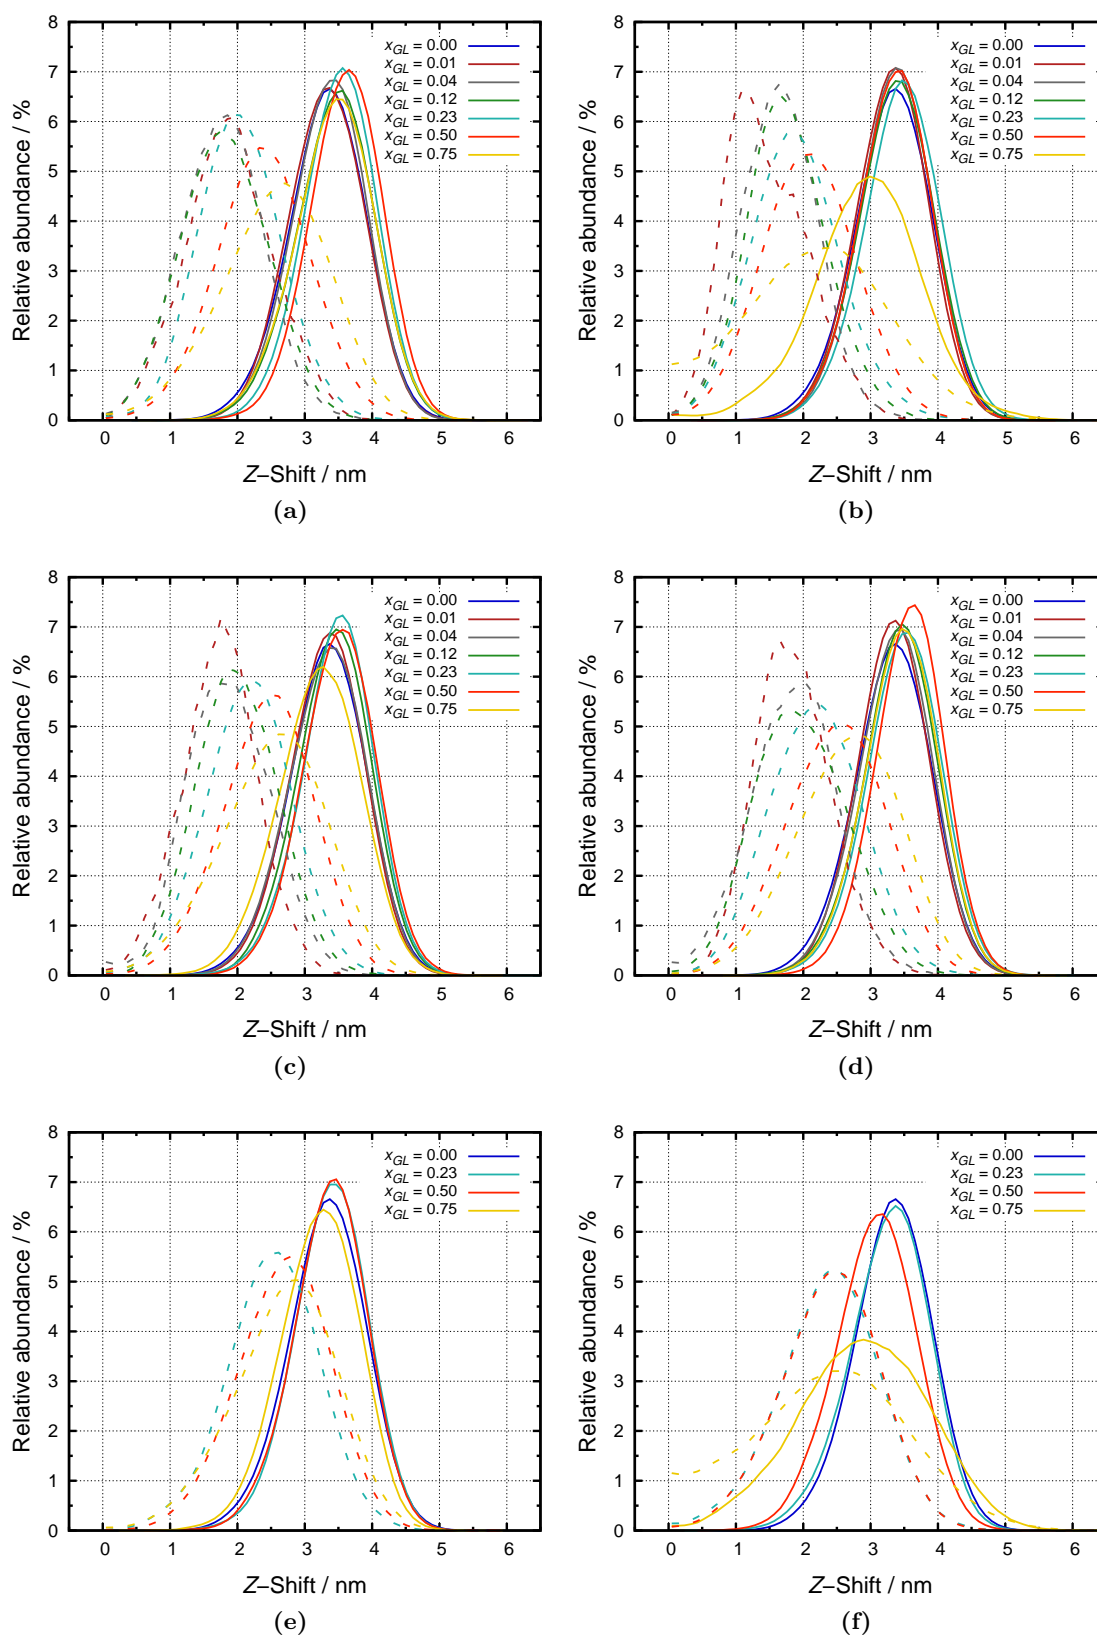 8
7
6
5
4
3
2
1
0
Relative abundance / %
x_GL = 0.00
x_GL = 0.01
x_GL = 0.04
x_GL = 0.12
x_GL = 0.23
x_GL = 0.50
x_GL = 0.75
0 1 2 3 4 5 6
Z–Shift / nm
(a)
8
7
6
5
4
3
2
1
0
Relative abundance / %
x_GL = 0.00
x_GL = 0.01
x_GL = 0.04
x_GL = 0.12
x_GL = 0.23
x_GL = 0.50
x_GL = 0.75
0 1 2 3 4 5 6
Z–Shift / nm
(b)
8
7
6
5
4
3
2
1
0
Relative abundance / %
x_GL = 0.00
x_GL = 0.01
x_GL = 0.04
x_GL = 0.12
x_GL = 0.23
x_GL = 0.50
x_GL = 0.75
0 1 2 3 4 5 6
Z–Shift / nm
(c)
8
7
6
5
4
3
2
1
0
Relative abundance / %
x_GL = 0.00
x_GL = 0.01
x_GL = 0.04
x_GL = 0.12
x_GL = 0.23
x_GL = 0.50
x_GL = 0.75
0 1 2 3 4 5 6
Z–Shift / nm
(d)
8
7
6
5
4
3
2
1
0
Relative abundance / %
x_GL = 0.00
x_GL = 0.23
x_GL = 0.50
x_GL = 0.75
0 1 2 3 4 5 6
Z–Shift / nm
(e)
8
7
6
5
4
3
2
1
0
Relative abundance / %
x_GL = 0.00
x_GL = 0.23
x_GL = 0.50
x_GL = 0.75
0 1 2 3 4 5 6
Z–Shift / nm
(f)